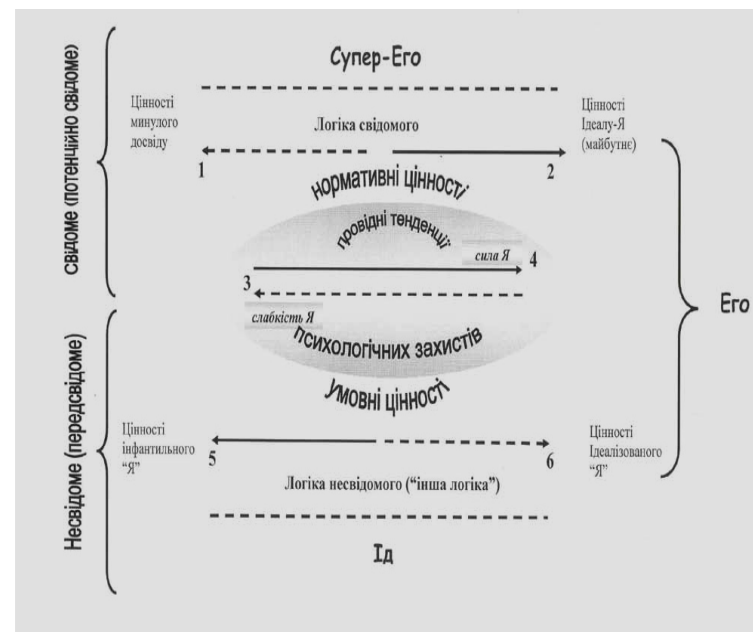 Супер-Его
Свідоме (потенчійно свідоме)
Цінності
минулого
досвіду
Логіка свідомого
Цінності
Ідеалу-Я
(майбутнє)
1
2
нормативні цінності
провідні тенденції
сила Я
4
3
слабкість Я
психологічних захистів
Умовні цінності
Его
Несвідоме (передсвідоме)
Цінності
інфантильного
“Я”
5
6
Цінності
Ідеалізованого
“Я”
Логіка несвідомого (“інша логіка”)
Ід